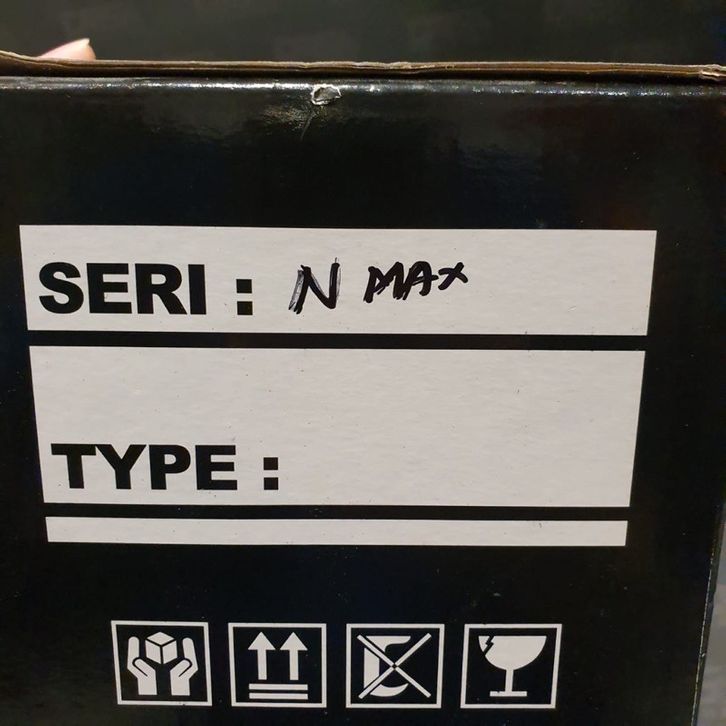 SERI : N MAX
TYPE :